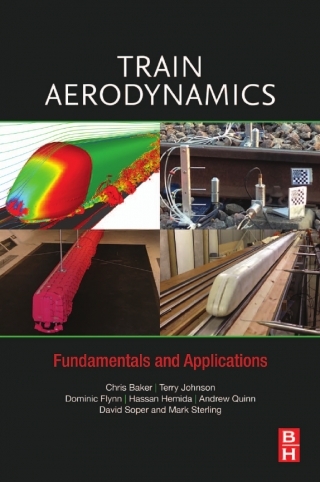 TRAIN
AERODYNAMICS
Fundamentals and Applications
Chris Baker | Terry Johnson
Dominic Flynn | Hassan Hemida | Andrew Quinn
David Soper and Mark Sterling
B
H